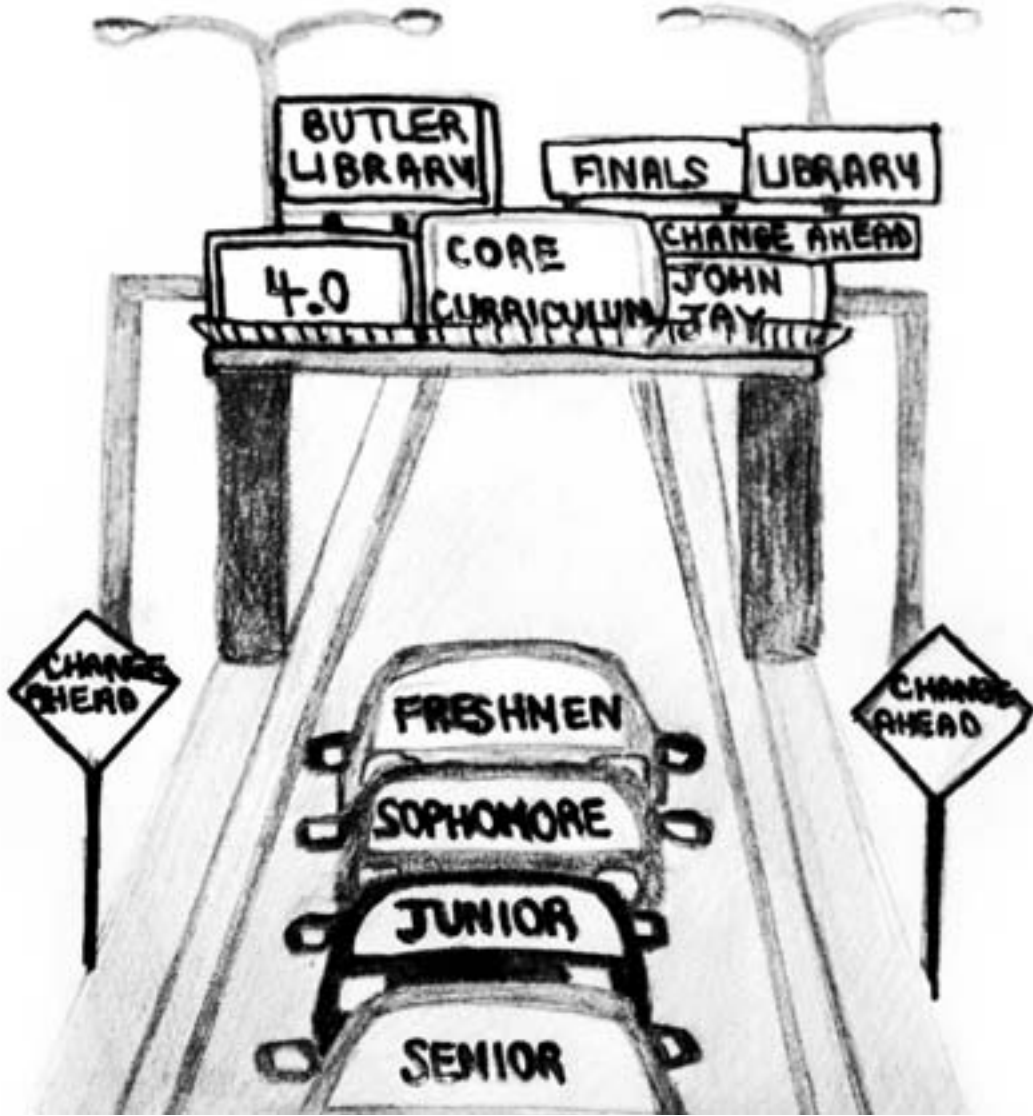 BUTLER
LIBRARY
FINALS
LIBRARY
4.0
CORE
CURRICULUM
CHANGE AHEAD
JOHN
JAY
CHANGE
AHEAD
CHANGE
AHEAD
FRESHMEN
SOPHOMORE
JUNIOR
SENIOR